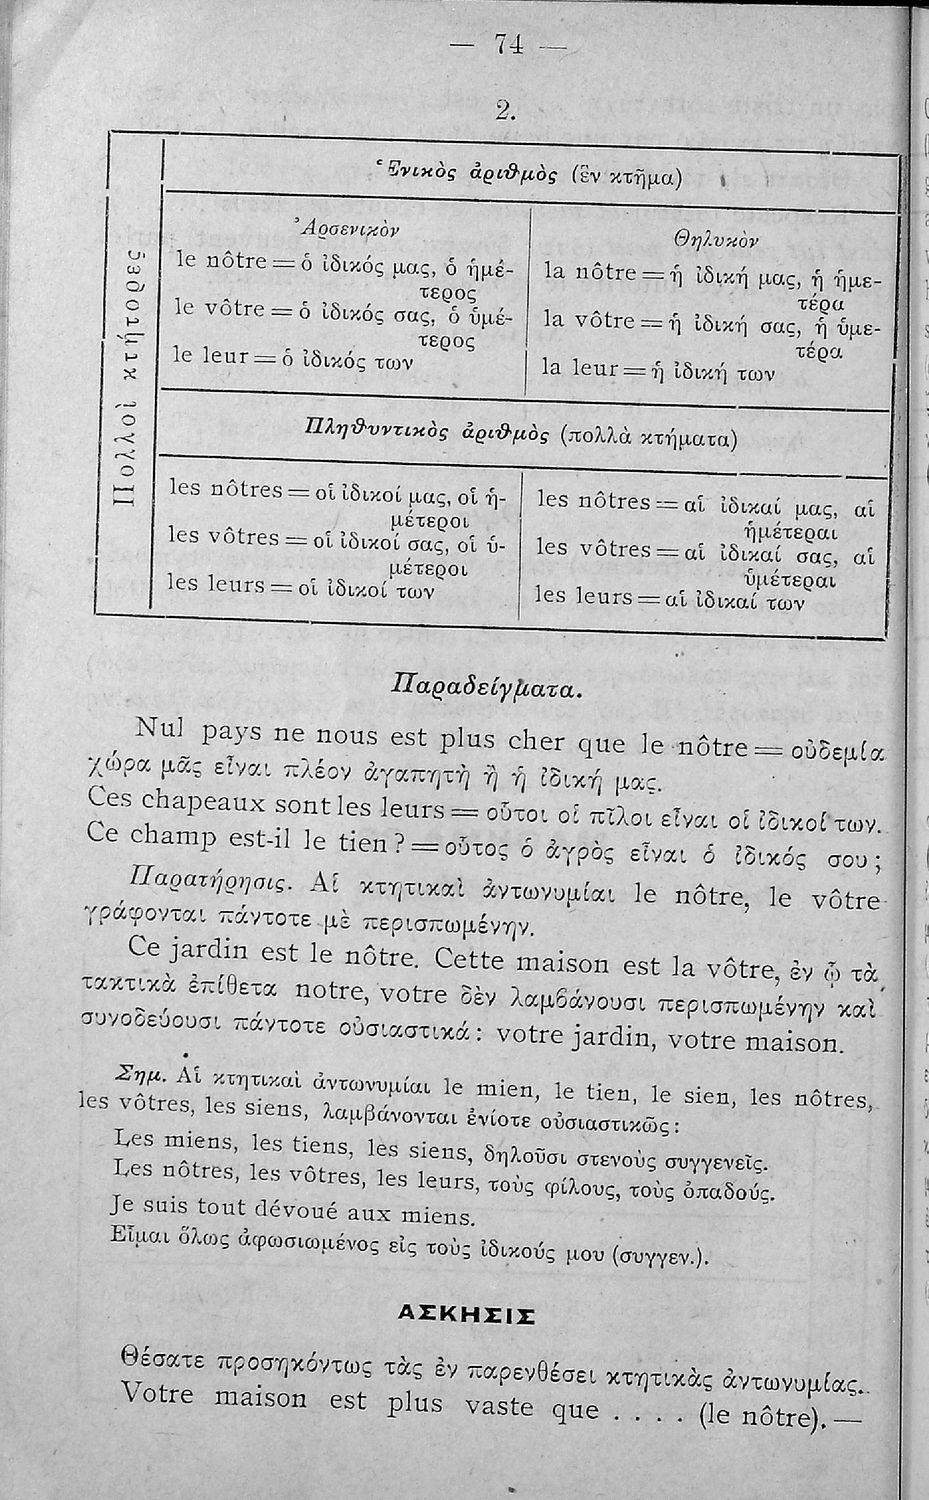 — 74 —
2.
Πολλοὶ κτήτορες
Ἑνικὸς ἀριθμὸς (ἓν κτῆμα)
Ἀρσενικὸν
le nôtre = ὁ ἰδικός μας, ὁ ἡμέ-
τερος
le vôtre = ὁ ἰδικός σας, ὁ ὑμέ-
τερος
le leur = ὁ ἰδικός των
Θηλυκὸν
la nôtre = ἡ ἰδική μας, ἡ ἡμε-
τέρα
la vôtre = ἡ ἰδική σας, ἡ ὑμε-
τέρα
la leur = ἡ ἰδική των
Πληθυντικὸς ἀριθμὸς (πολλὰ κτήματα)
les nôtres = οἱ ἰδικοί μας, οἱ ἡ-
μέτεροι
les vôtres = οἱ ἰδικοί σας, οἱ ὑ-
μέτεροι
les leurs = οἱ ἰδικοί των
les nôtres = αἱ ἰδικαί μας, αἱ
ἡμέτεραι
les vôtres = αἱ ἰδικαί σας, αἱ
ὑμέτεραι
les leurs = αἱ ἰδικαί των
Παραδείγματα.
Nul pays ne nous est plus cher que le nôtre = οὐδεμία
χώρα μᾶς εἶναι πλέον ἀγαπητὴ ἢ ἡ ἰδική μας.
Ces chapeaux sont les leurs = οὗτοι οἱ πῖλοι εἶναι οἱ ἰδικοί των.
Ce champ est-il le tien ? = οὗτος ὁ ἀγρὸς εἶναι ὁ ἰδικός σου ;
Παρατήρησις. Αἱ κτητικαὶ ἀντωνυμίαι le nôtre, le vôtre
γράφονται πάντοτε μὲ περισπωμένην.
Ce jardin est le nôtre. Cette maison est la vôtre, ἐν ᾧ τὰ
τακτικὰ ἐπίθετα notre, votre δὲν λαμβάνουσι περισπωμένην καὶ
συνοδεύουσι πάντοτε οὐσιαστικά : votre jardin, votre maison.
Σημ. Αἱ κτητικαὶ ἀντωνυμίαι le mien, le tien, le sien, les nôtres,
les vôtres, les siens, λαμβάνονται ἐνίοτε οὐσιαστικῶς :
Les miens, les tiens, les siens, δηλοῦσι στενοὺς συγγενεῖς.
Les nôtres, les vôtres, les leurs, τοὺς φίλους, τοὺς ὀπαδούς.
Je suis tout dévoué aux miens.
Εἶμαι ὅλως ἀφωσιωμένος εἰς τοὺς ἰδικούς μου (συγγεν.).
ΑΣΚΗΣΙΣ
Θέσατε προσηκόντως τὰς ἐν παρενθέσει κτητικὰς ἀντωνυμίας.
Votre maison est plus vaste que . . . . (le nôtre). —